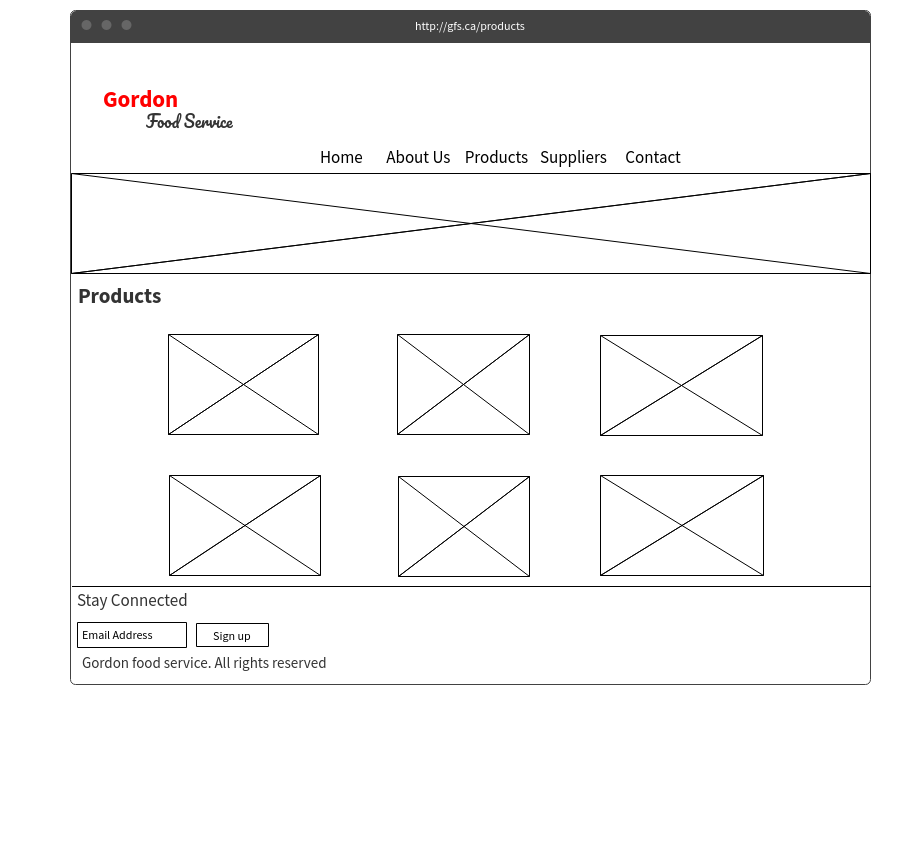 http://gfs.ca/products
Gordon
Food Service
Home About Us Products Suppliers Contact
Products
Stay Connected
Email Address Sign up
Gordon food service. All rights reserved